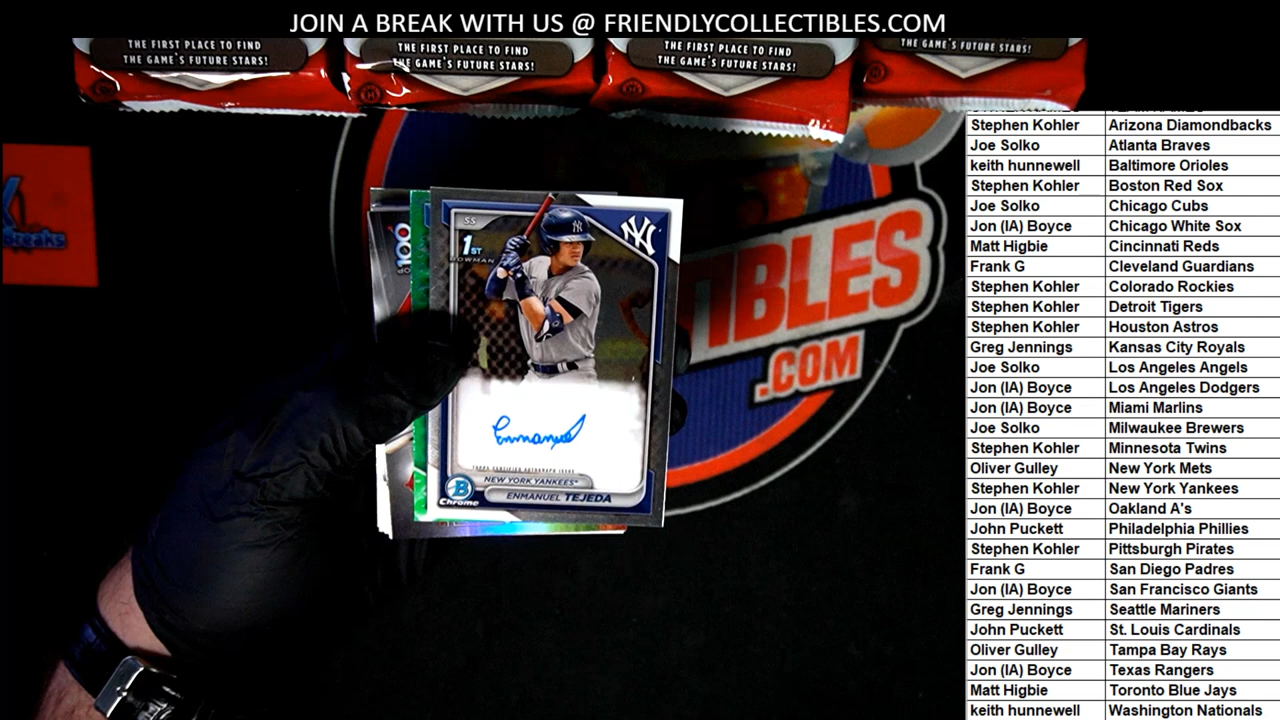 JOIN A BREAK WITH US @ FRIENDLYCOLLECTIBLES.COM
THE FIRST PLACE TO FIND
THE GAME'S FUTURE STARS!
THE FIRST PLACE TO FIND
THE GAME'S FUTURE STARS!
THE FIRST PLACE TO FIND
THE GAME'S FUTURE STARS!
THE GAME'S FUTURE STARS!
Breaks
TIBLES
.COM
100
SS
1ST
BOWMAN
NY
Emmanuel
TOPPS CERTIFIED AUTOGRAPH ISSUE
NEW YORK YANKEES
ENMANUEL TEJEDA
B
Chrome
Stephen Kohler Arizona Diamondbacks
Joe Solko Atlanta Braves
keith hunnewell Baltimore Orioles
Stephen Kohler Boston Red Sox
Joe Solko Chicago Cubs
Jon (IA) Boyce Chicago White Sox
Matt Higbie Cincinnati Reds
Frank G Cleveland Guardians
Stephen Kohler Colorado Rockies
Stephen Kohler Detroit Tigers
Stephen Kohler Houston Astros
Greg Jennings Kansas City Royals
Joe Solko Los Angeles Angels
Jon (IA) Boyce Los Angeles Dodgers
Jon (IA) Boyce Miami Marlins
Joe Solko Milwaukee Brewers
Stephen Kohler Minnesota Twins
Oliver Gulley New York Mets
Stephen Kohler New York Yankees
Jon (IA) Boyce Oakland A's
John Puckett Philadelphia Phillies
Stephen Kohler Pittsburgh Pirates
Frank G San Diego Padres
Jon (IA) Boyce San Francisco Giants
Greg Jennings Seattle Mariners
John Puckett St. Louis Cardinals
Oliver Gulley Tampa Bay Rays
Jon (IA) Boyce Texas Rangers
Matt Higbie Toronto Blue Jays
keith hunnewell Washington Nationals